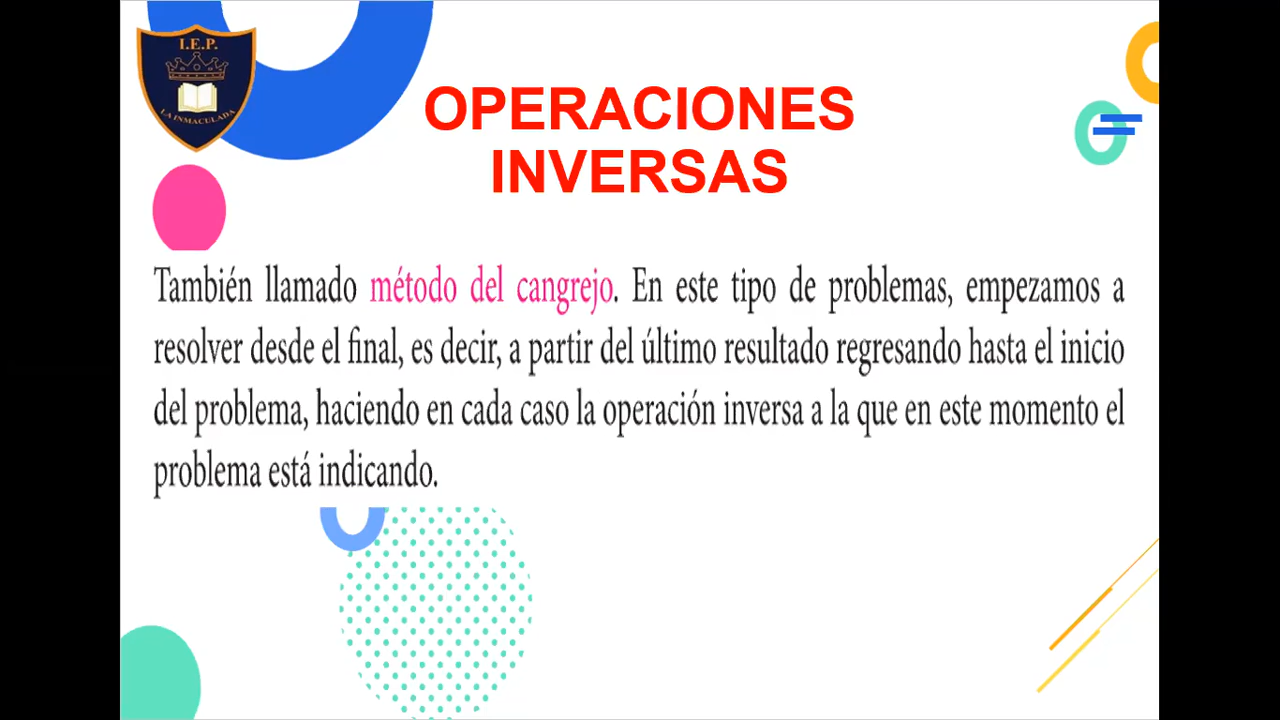 I.E.P.
LA INMACULADA
OPERACIONES
INVERSAS
También llamado método del cangrejo. En este tipo de problemas, empezamos a
resolver desde el final, es decir, a partir del último resultado regresando hasta el inicio
del problema, haciendo en cada caso la operación inversa a la que en este momento el
problema está indicando.